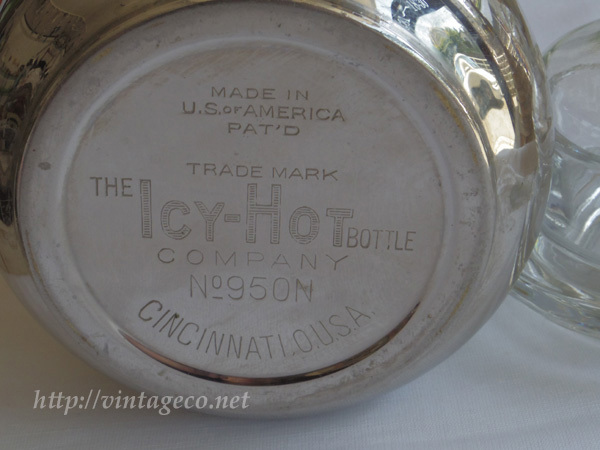 MADE IN
U.S.OF AMERICA
PAT'D
TRADE MARK
THE ICY-HOT BOTTLE
COMPANY
Nº950N
CINCINNATI.O.U.S.A.
http://vintageco.net